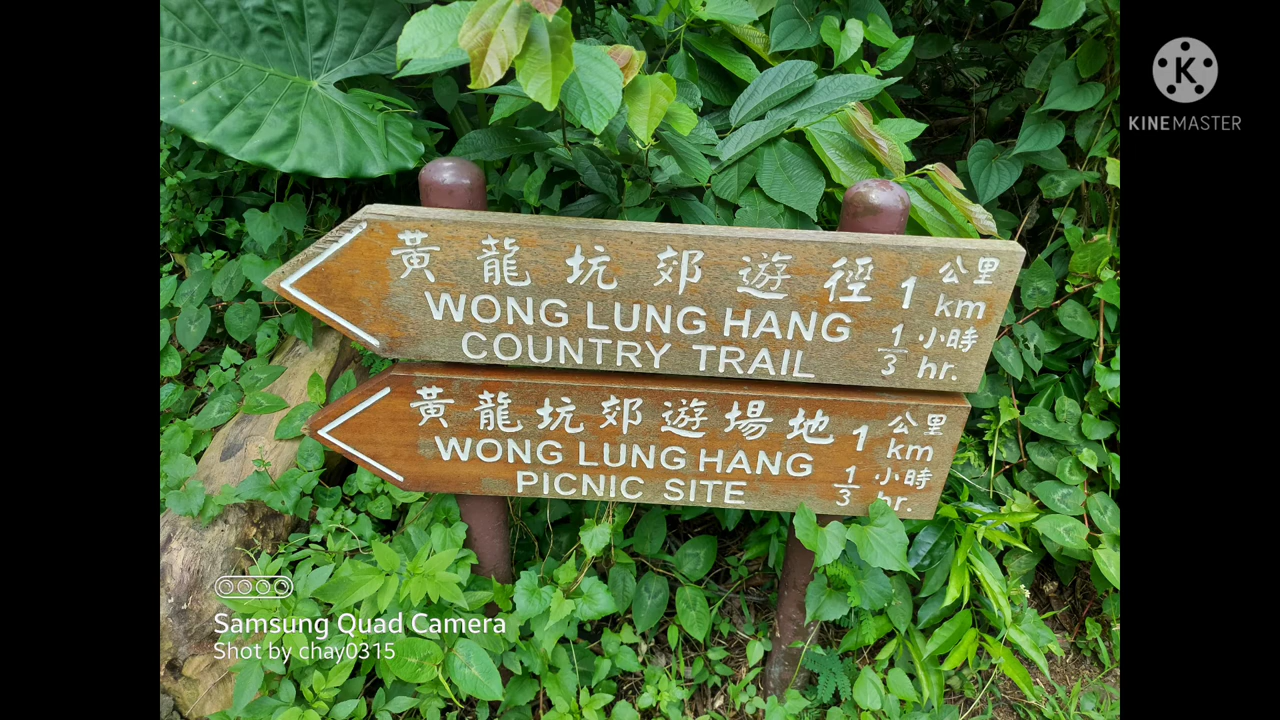 KINEMASTER
黃龍坑郊遊徑 1 公里
WONG LUNG HANG km
COUNTRY TRAIL 1/3 小時
hr.
黃龍坑郊遊場地 1 公里
WONG LUNG HANG km
PICNIC SITE 1/3 小時
hr.
Samsung Quad Camera
Shot by chay0315